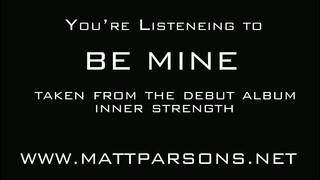 You're Listeneing to
BE MINE
TAKEN FROM THE DEBUT ALBUM
INNER STRENGTH
WWW.MATTPARSONS.NET